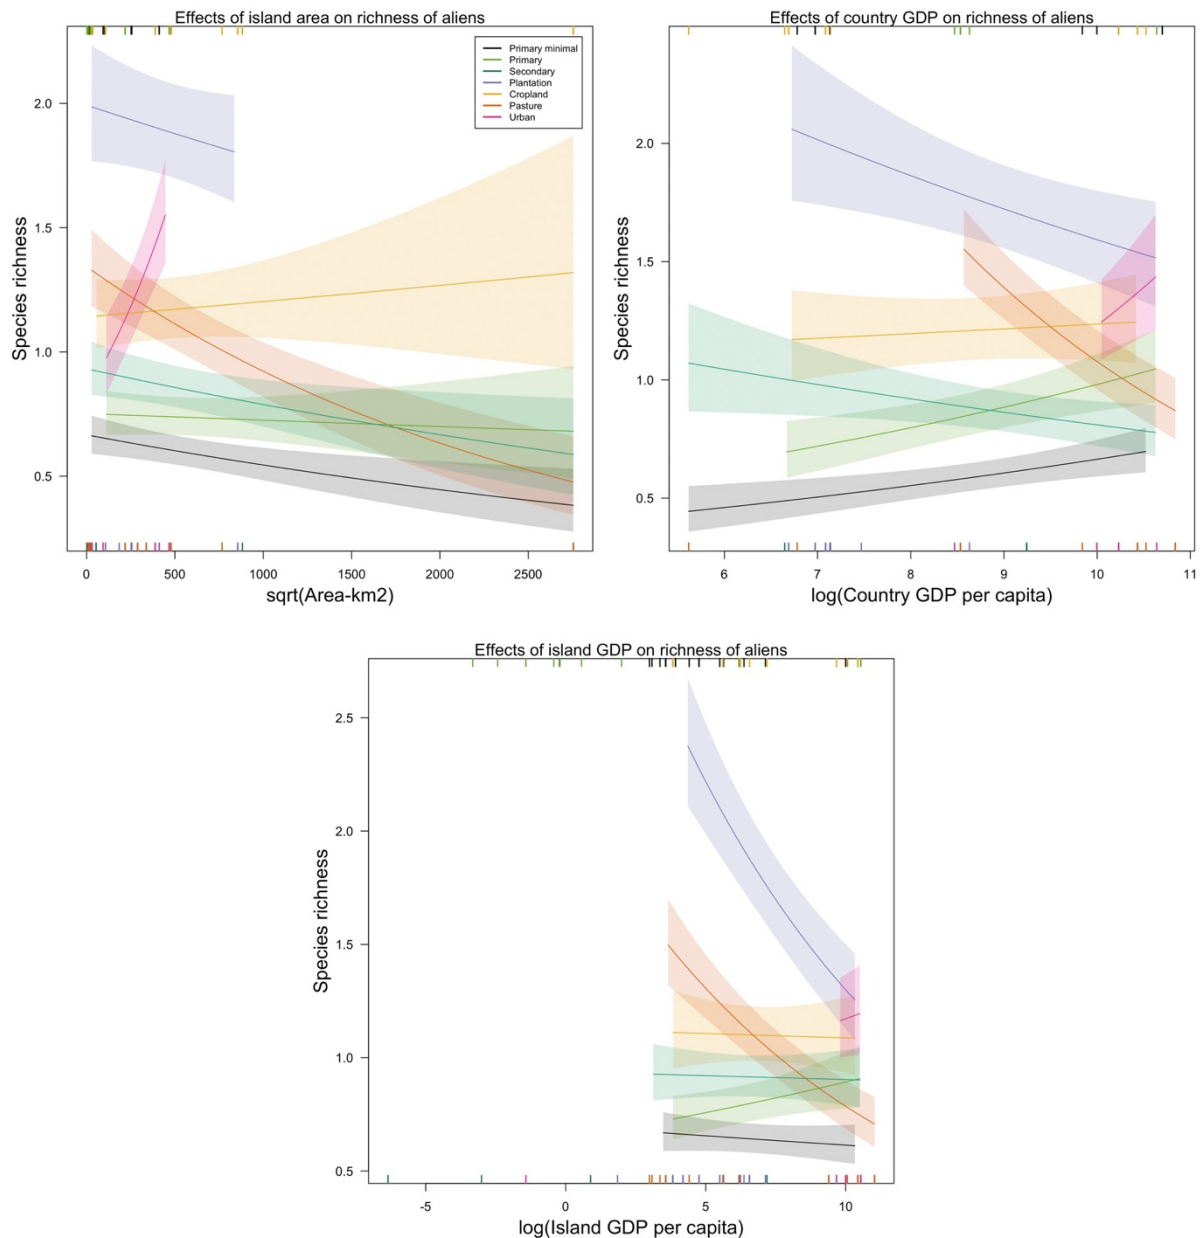 Effects of island area on richness of aliens
Species richness
2.0
1.5
1.0
0.5
Primary minimal
Primary
Secondary
Plantation
Cropland
Pasture
Urban
0 500 1000 1500 2000 2500
sqrt(Area-km2)
Effects of country GDP on richness of aliens
Species richness
2.0
1.5
1.0
0.5
6 7 8 9 10 11
log(Country GDP per capita)
Effects of island GDP on richness of aliens
Species richness
2.5
2.0
1.5
1.0
0.5
-5 0 5 10
log(Island GDP per capita)